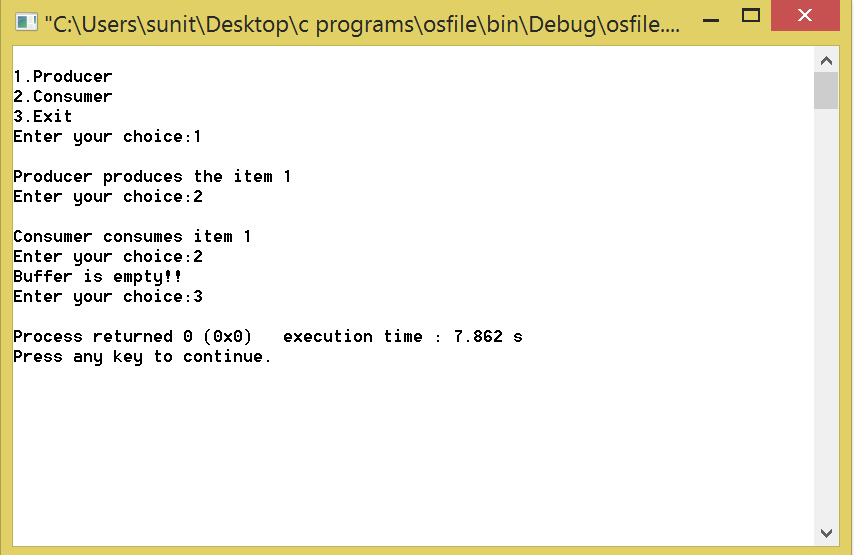 "C:\Users\sunit\Desktop\c programs\osfile\bin\Debug\osfile....
1.Producer
2.Consumer
3.Exit
Enter your choice:1
Producer produces the item 1
Enter your choice:2
Consumer consumes item 1
Enter your choice:2
Buffer is empty!!
Enter your choice:3
Process returned 0 (0x0)   execution time : 7.862 s
Press any key to continue.